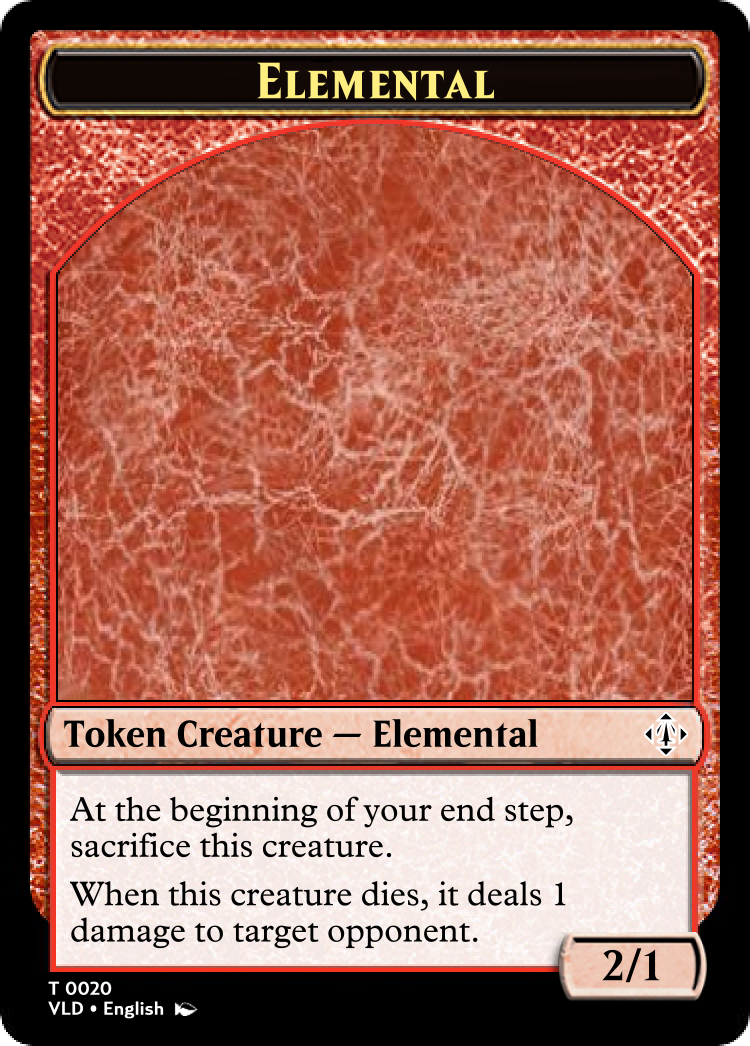 Elemental
Token Creature — Elemental
At the beginning of your end step,
sacrifice this creature.
When this creature dies, it deals 1
damage to target opponent.
2/1
T 0020
VLD • English